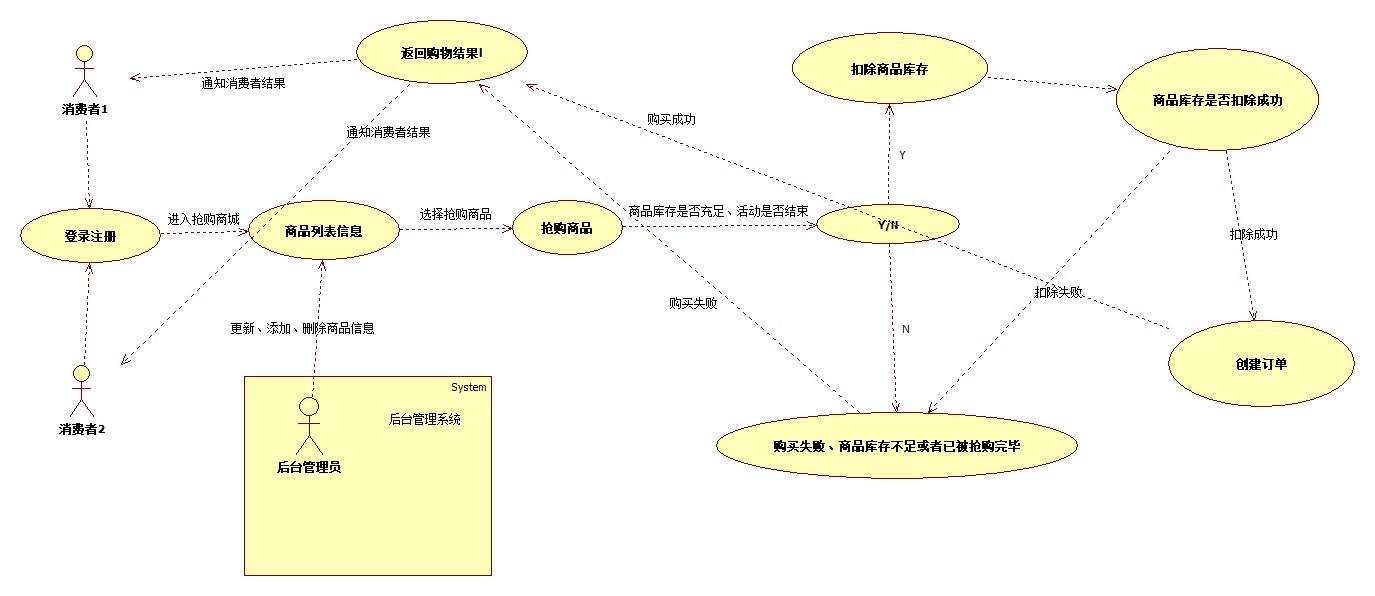 返回购物结果!
扣除商品库存
商品库存是否扣除成功
通知消费者结果
消费者1
购买成功
通知消费者结果
Y
进入抢购商城
选择抢购商品
商品库存是否充足、活动是否结束
登录注册
商品列表信息
抢购商品
Y/N
扣除成功
扣除失败
购买失败
更新、添加、删除商品信息
N
创建订单
System
后台管理系统
消费者2
后台管理员
购买失败、商品库存不足或者已被抢购完毕